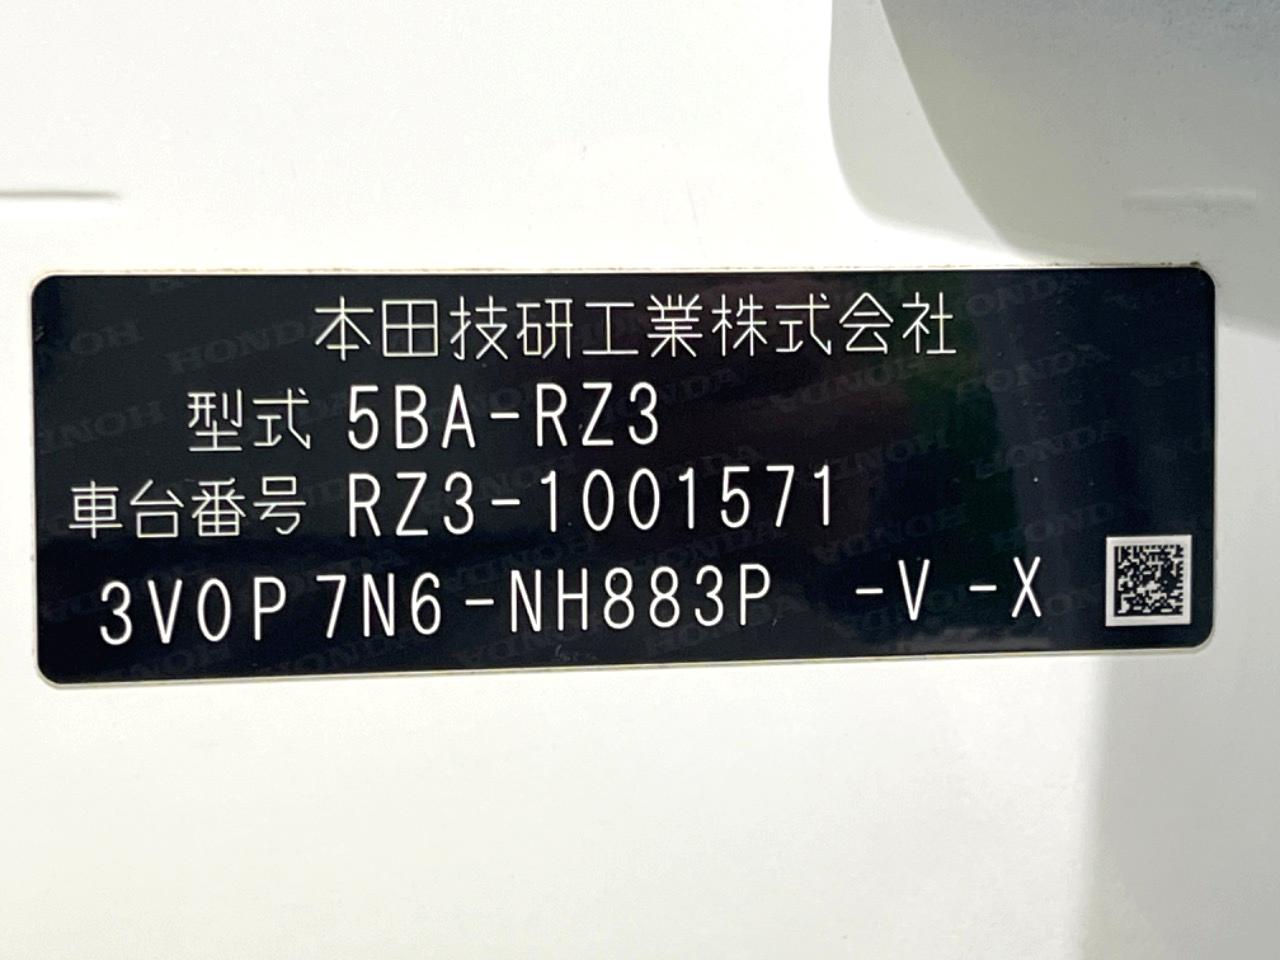 本田技研工業株式会社
型式 5BA-RZ3
車台番号 RZ3-1001571
3V0P 7N6-NH883P -V -X